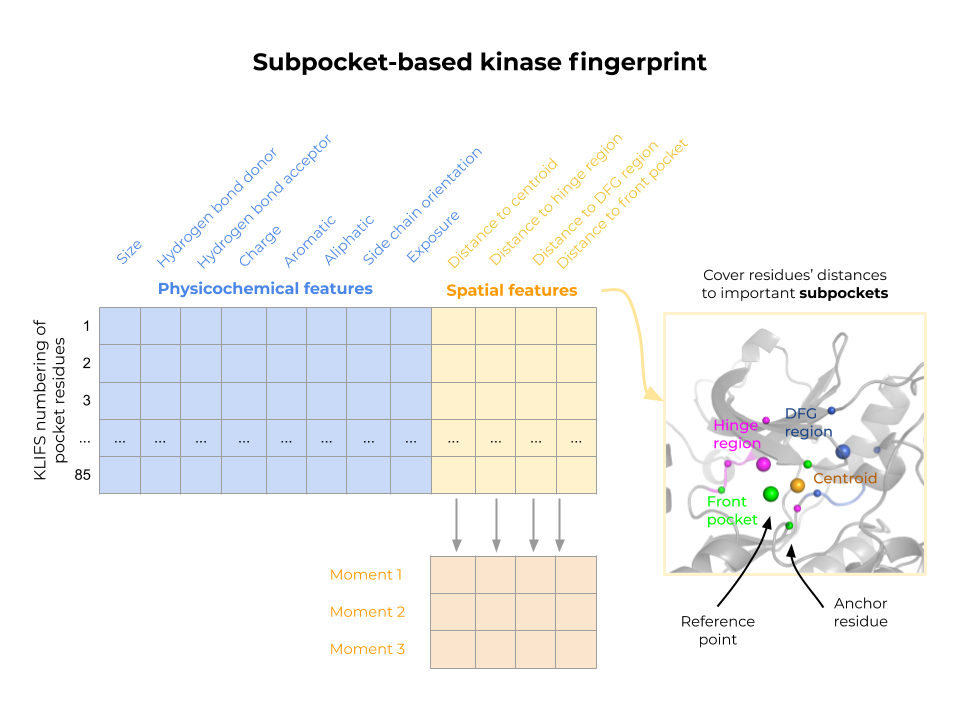 Subpocket-based kinase fingerprint
Size
Hydrogen bond donor
Hydrogen bond acceptor
Charge
Aromatic
Aliphatic
Side chain orientation
Exposure
Distance to centroid
Distance to hinge region
Distance to DFG region
Distance to front pocket
Physicochemical features
Spatial features
KLIFS numbering of
pocket residues
1
2
3
... ... ... ... ... ... ... ... ... ... ... ... ...
85
Moment 1
Moment 2
Moment 3
Cover residues’ distances
to important subpockets
Hinge
region
DFG
region
Centroid
Front
pocket
Reference
point
Anchor
residue